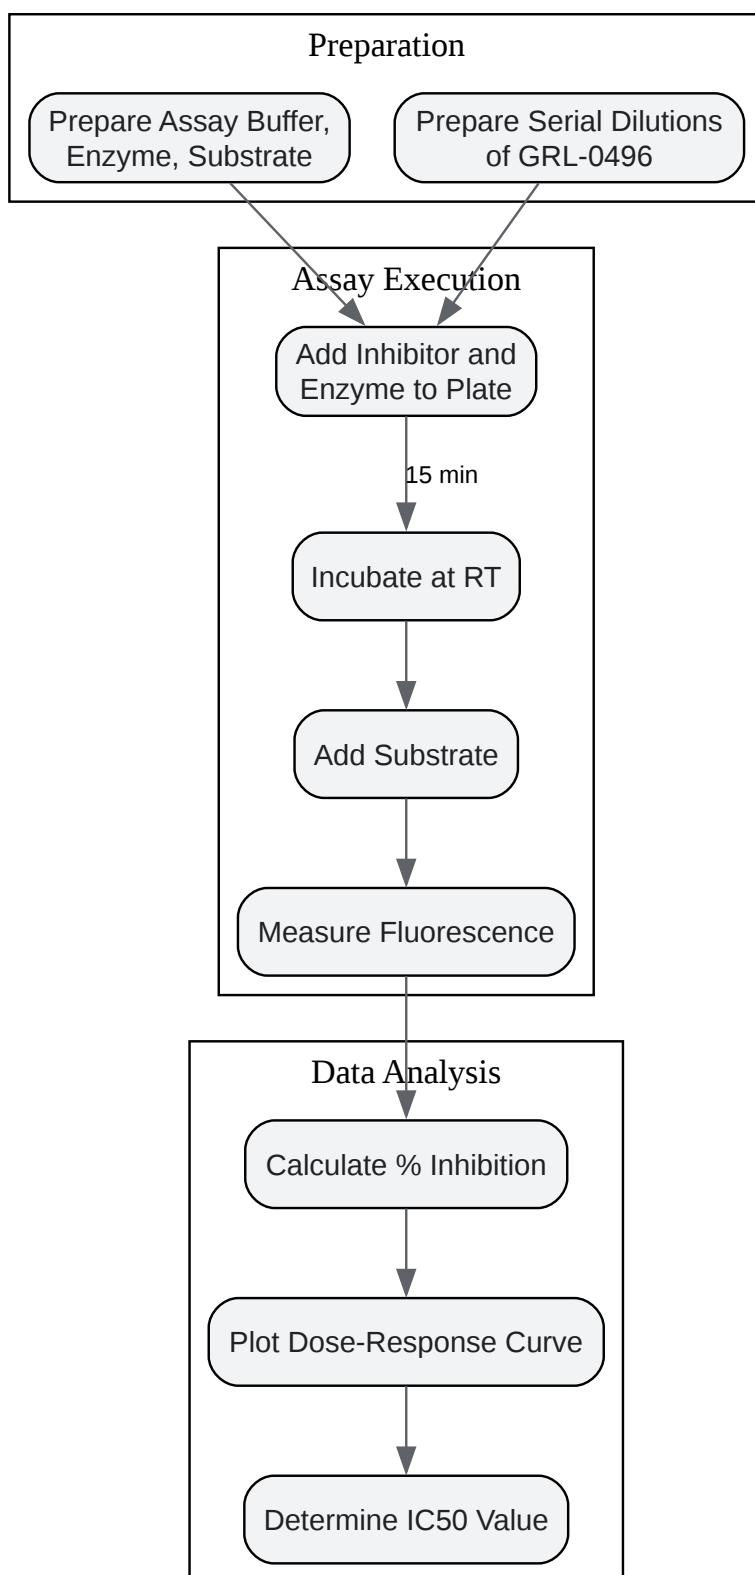 Preparation
Prepare Assay Buffer,
Enzyme, Substrate
Prepare Serial Dilutions
of GRL-0496
Assay Execution
Add Inhibitor and
Enzyme to Plate
15 min
Incubate at RT
Add Substrate
Measure Fluorescence
Data Analysis
Calculate % Inhibition
Plot Dose-Response Curve
Determine IC50 Value